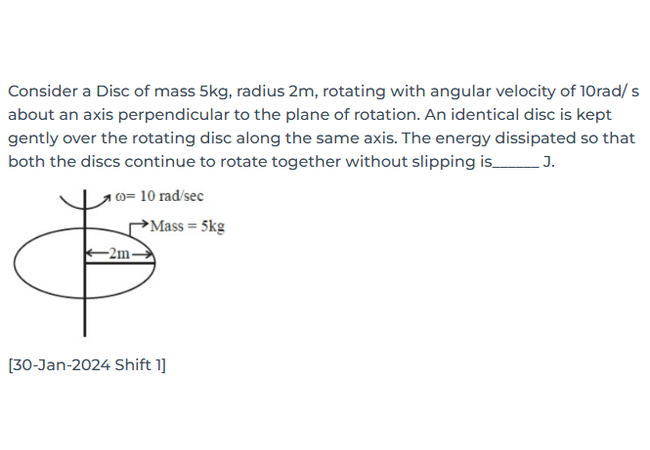 Consider a Disc of mass 5kg, radius 2m, rotating with angular velocity of 10rad/ s
about an axis perpendicular to the plane of rotation. An identical disc is kept
gently over the rotating disc along the same axis. The energy dissipated so that
both the discs continue to rotate together without slipping is______ J.
ω= 10 rad/sec
Mass = 5kg
2m
[30-Jan-2024 Shift 1]